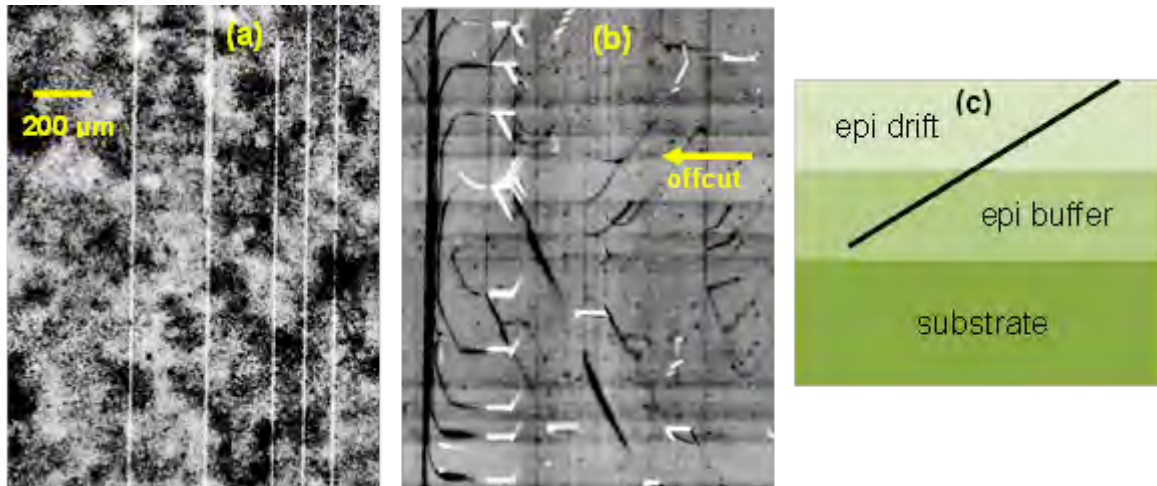 (a)
200 µm
(b)
offcut
(c)
epi drift
epi buffer
substrate